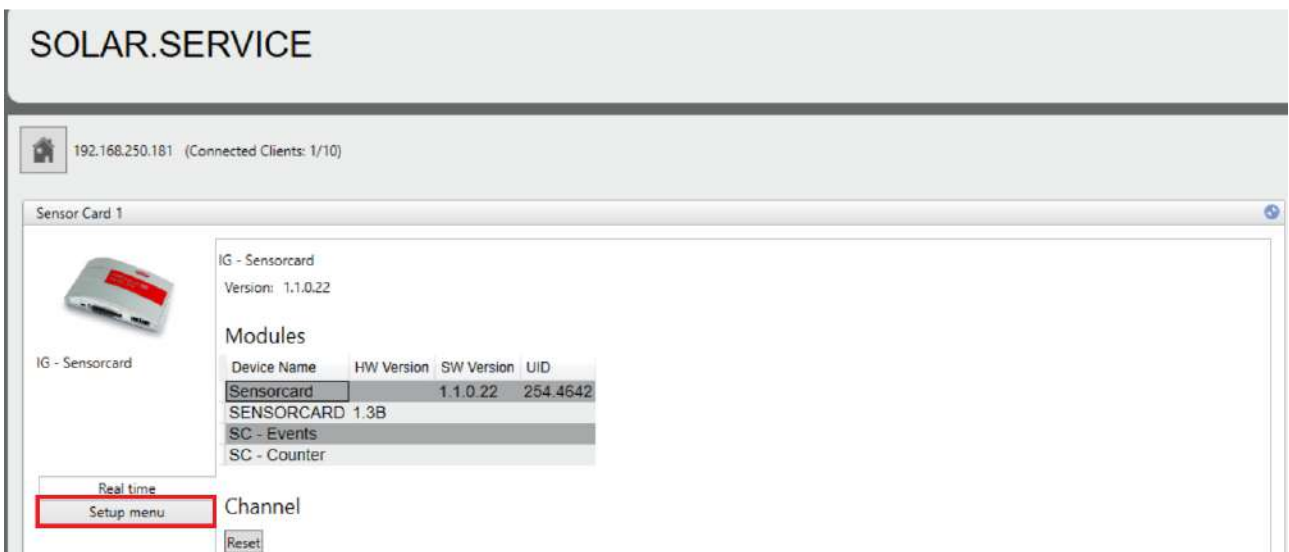 SOLAR.SERVICE
192.168.250.181 (Connected Clients: 1/10)
Sensor Card 1
IG - Sensorcard
Version: 1.1.0.22
Modules
IG - Sensorcard
Device Name HW Version SW Version UID
Sensorcard 1.1.0.22 254.4642
SENSORCARD 1.3B
SC - Events
SC - Counter
Real time
Setup menu
Channel
Reset